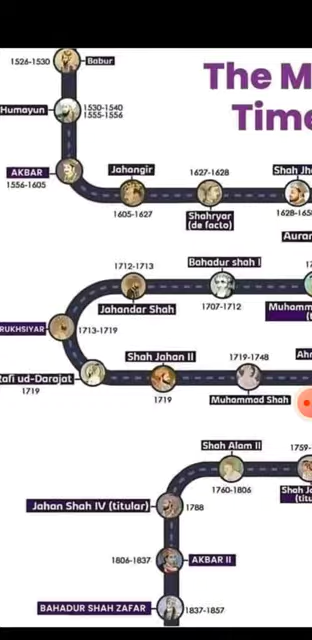 The M
Time
1526-1530
Babur
Humayun
1530-1540
1555-1556
AKBAR
1556-1605
Jahangir
1605-1627
1627-1628
Shahryar
(de facto)
Shah Jh
1628-165
Auran
1712-1713
Jahandar Shah
Bahadur shah I
1707-1712
17
Muhamm
RUKHSIYAR
1713-1719
Rafi ud-Darajat
1719
Shah Jahan II
1719
1719-1748
Muhammad Shah
Ahr
Shah Alam II
1760-1806
1759-
Shah Ja
(titu
Jahan Shah IV (titular)
1788
1806-1837
AKBAR II
BAHADUR SHAH ZAFAR
1837-1857